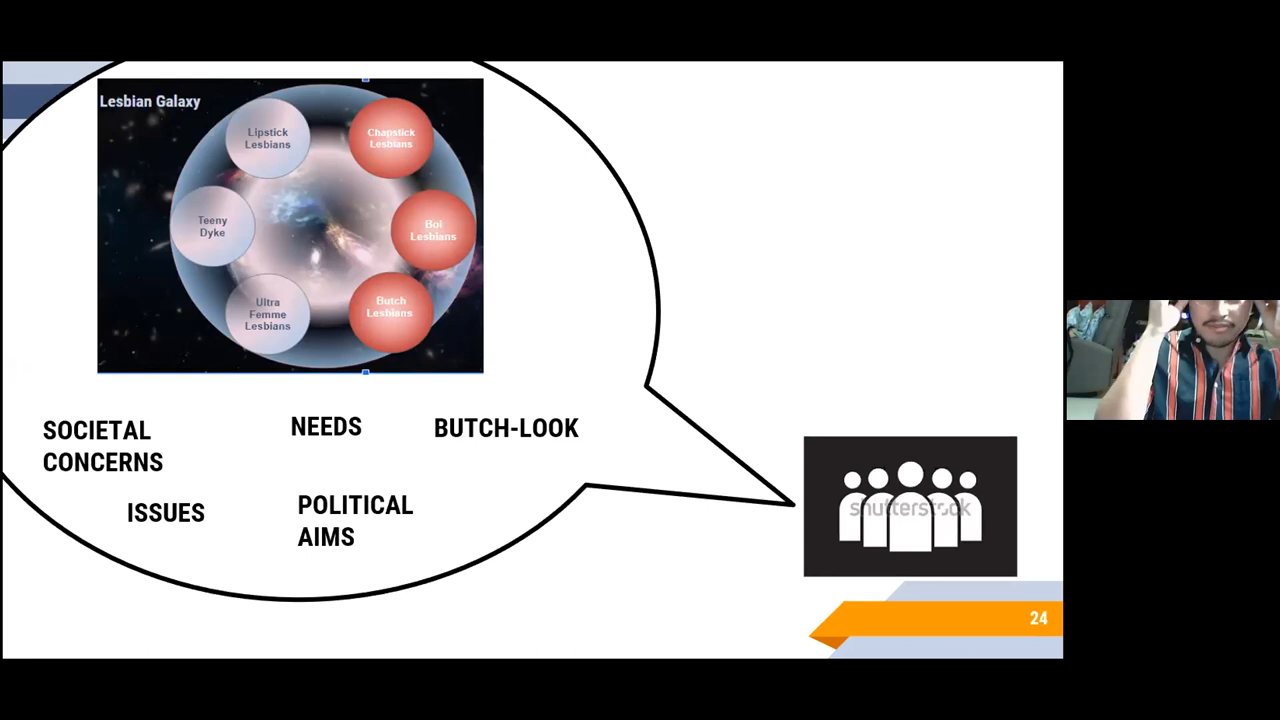 Lesbian Galaxy
Lipstick
Lesbians
Chapstick
Lesbians
Teeny
Dyke
Boi
Lesbians
Ultra
Femme
Lesbians
Butch
Lesbians
SOCIETAL
CONCERNS
NEEDS
BUTCH-LOOK
ISSUES
POLITICAL
AIMS
shutterstock
24